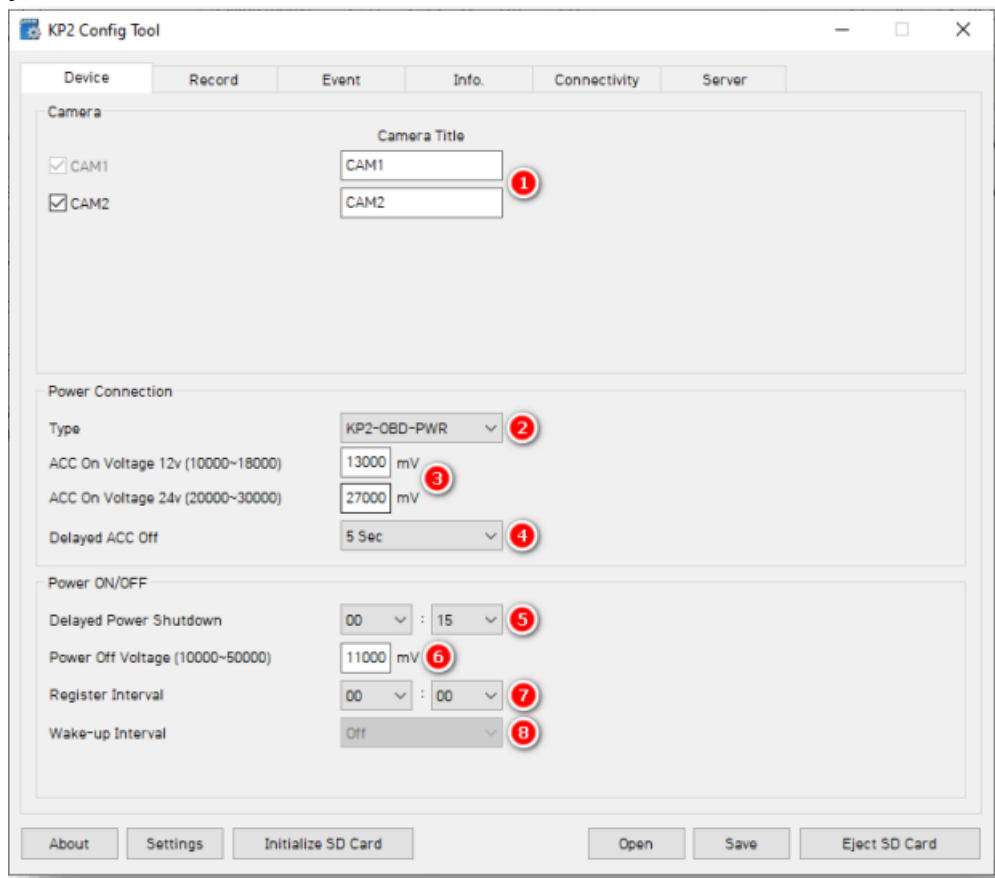 KP2 Config Tool
Device Record Event Info. Connectivity Server
Camera
Camera Title
CAM1 CAM1
1
CAM2 CAM2
Power Connection
Type KP2-OBD-PWR 2
ACC On Voltage 12v (10000~18000) 13000 mV
3
ACC On Voltage 24v (20000~30000) 27000 mV
Delayed ACC Off 5 Sec 4
Power ON/OFF
Delayed Power Shutdown 00 : 15 5
Power Off Voltage (10000~50000) 11000 mV 6
Register Interval 00 : 00 7
Wake-up Interval Off 8
About Settings Initialize SD Card Open Save Eject SD Card